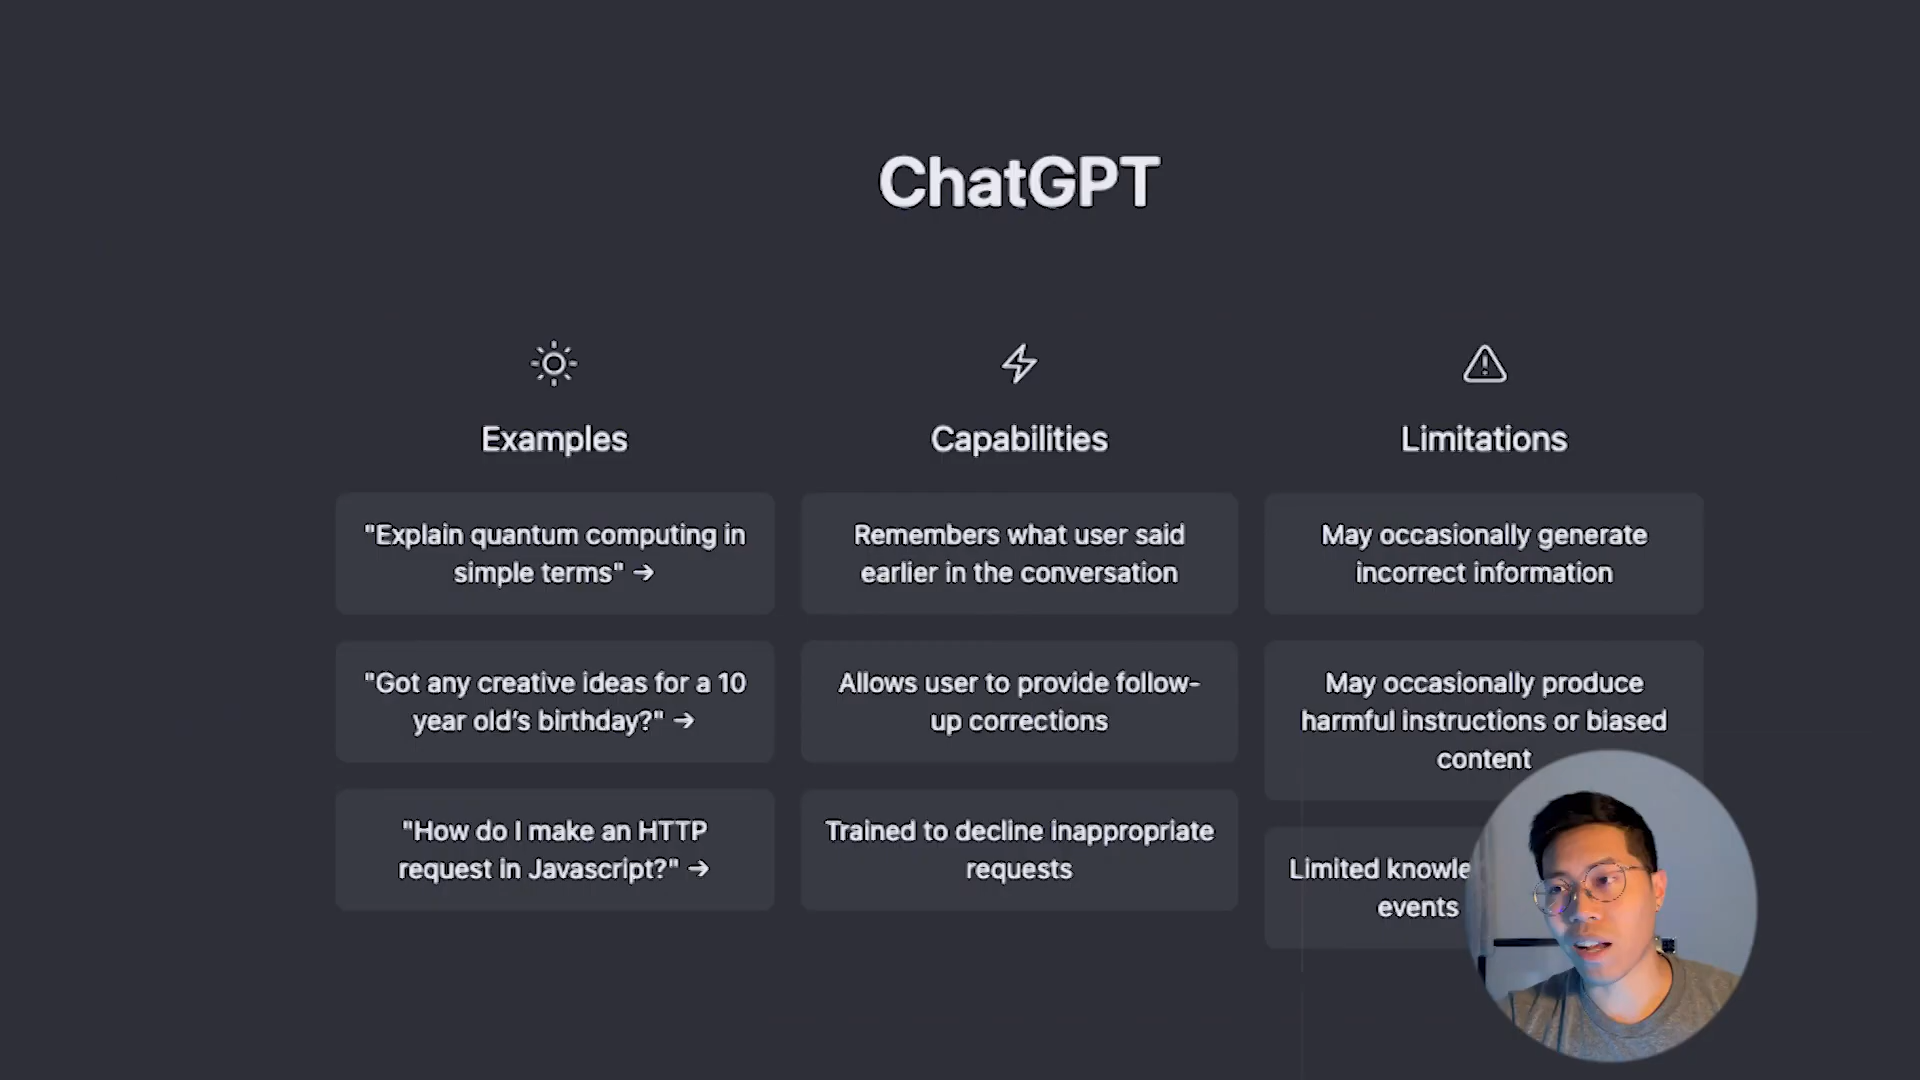 ChatGPT
Examples
"Explain quantum computing in
simple terms" →
"Got any creative ideas for a 10
year old's birthday?" →
"How do I make an HTTP
request in Javascript?" →
Capabilities
Remembers what user said
earlier in the conversation
Allows user to provide follow-
up corrections
Trained to decline inappropriate
requests
Limitations
May occasionally generate
incorrect information
May occasionally produce
harmful instructions or biased
content
Limited
events